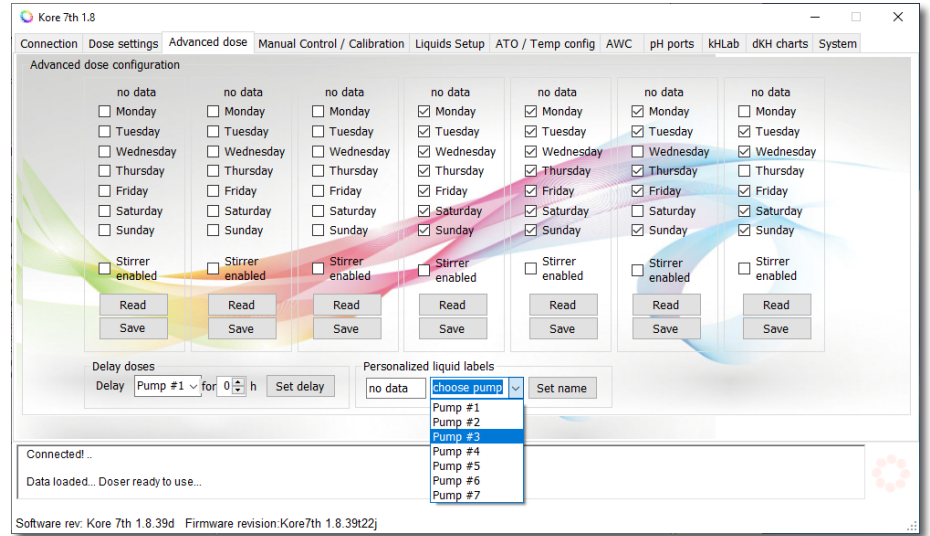 Kore 7th 1.8
Connection Dose settings Advanced dose Manual Control / Calibration Liquids Setup ATO / Temp config AWC pH ports kHLab dKH charts System
Advanced dose configuration
no data no data no data no data no data no data no data
Monday Monday Monday Monday Monday Monday Monday
Tuesday Tuesday Tuesday Tuesday Tuesday Tuesday Tuesday
Wednesday Wednesday Wednesday Wednesday Wednesday Wednesday Wednesday
Thursday Thursday Thursday Thursday Thursday Thursday Thursday
Friday Friday Friday Friday Friday Friday Friday
Saturday Saturday Saturday Saturday Saturday Saturday Saturday
Sunday Sunday Sunday Sunday Sunday Sunday Sunday
Stirrer Stirrer Stirrer Stirrer Stirrer Stirrer Stirrer
enabled enabled enabled enabled enabled enabled enabled
Read Read Read Read Read Read Read
Save Save Save Save Save Save Save
Delay doses Personalized liquid labels
Delay Pump #1 for 0 h Set delay no data choose pump Set name
Pump #1
Pump #2
Pump #3
Pump #4
Pump #5
Pump #6
Pump #7
Connected! ..
Data loaded... Doser ready to use...
Software rev: Kore 7th 1.8.39d Firmware revision:Kore7th 1.8.39t22j